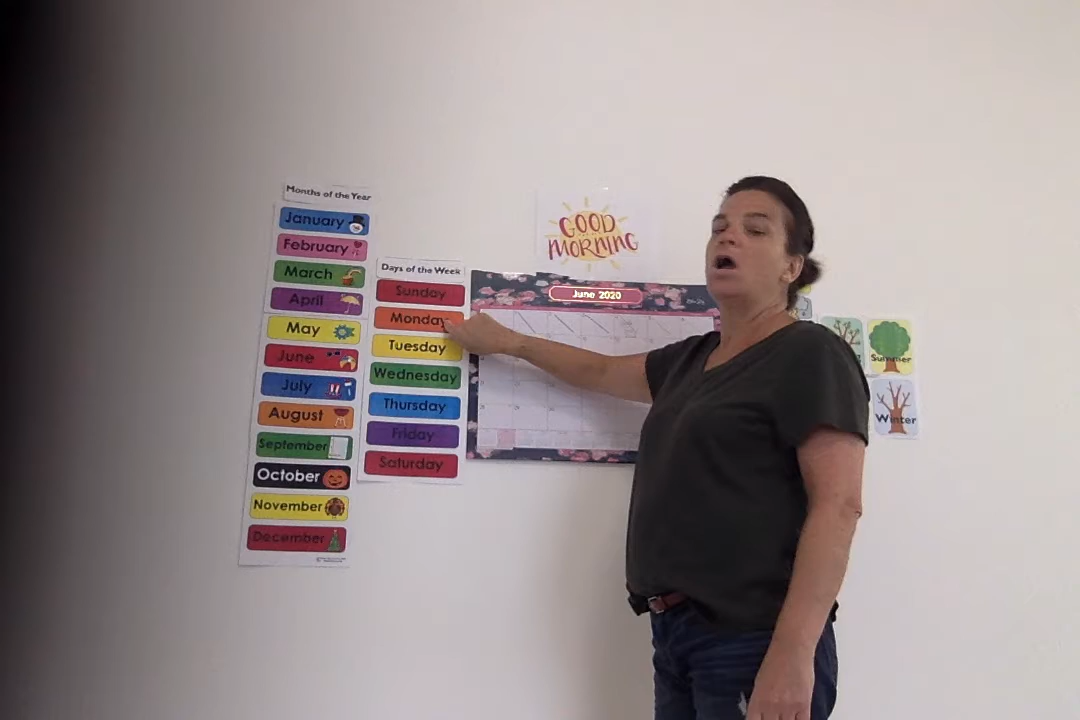 Months of the Year
January
February
March
April
May
June
July
August
September
October
November
December
Days of the Week
Sunday
Monday
Tuesday
Wednesday
Thursday
Friday
Saturday
GOOD
MORNING
June 2020
Summer
Winter